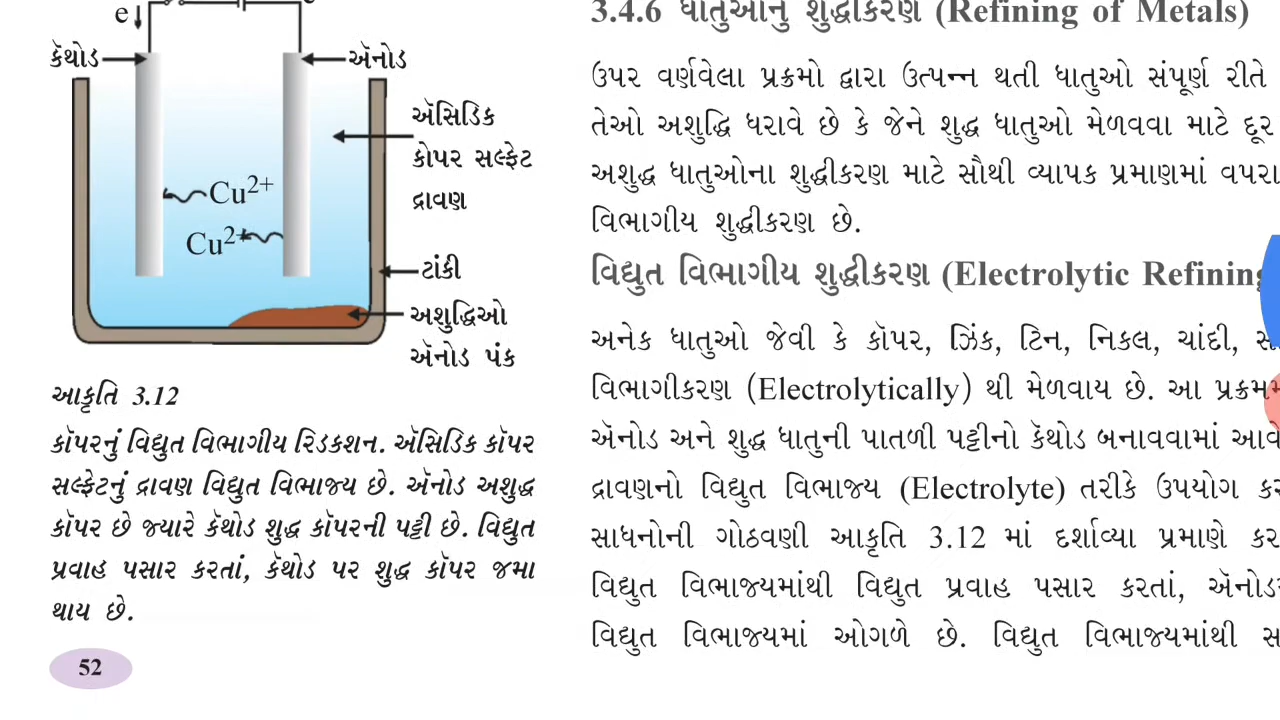 e
કૅથોડ
ઍનોડ
ઍસિડિક
કોપર સલ્ફેટ
દ્રાવણ
Cu2+
Cu2+
ટાંકી
અશુદ્ધિઓ
ઍનોડ પંક
આકૃતિ 3.12
કૉપરનું વિદ્યુત વિભાગીય રિડકશન. ઍસિડિક કૉપર
સલ્ફેટનું દ્રાવણ વિદ્યુત વિભાજ્ય છે. ઍનોડ અશુદ્ધ
કૉપર છે જ્યારે કૅથોડ શુદ્ધ કૉપરની પટ્ટી છે. વિદ્યુત
પ્રવાહ પસાર કરતાં, કૅથોડ પર શુદ્ધ કૉપર જમા
થાય છે.
52
3.4.6 ધાતુઓનું શુદ્ધીકરણ (Refining of Metals)
ઉપર વર્ણવેલા પ્રક્રમો દ્વારા ઉત્પન્ન થતી ધાતુઓ સંપૂર્ણ રીતે
તેઓ અશુદ્ધિ ધરાવે છે કે જેને શુદ્ધ ધાતુઓ મેળવવા માટે દૂર
અશુદ્ધ ધાતુઓના શુદ્ધીકરણ માટે સૌથી વ્યાપક પ્રમાણમાં વપરા
વિભાગીય શુદ્ધીકરણ છે.
વિદ્યુત વિભાગીય શુદ્ધીકરણ (Electrolytic Refining
અનેક ધાતુઓ જેવી કે કૉપર, ઝિંક, ટિન, નિકલ, ચાંદી,
વિભાગીકરણ (Electrolytically) થી મેળવાય છે. આ પ્રક્રમમ
ઍનોડ અને શુદ્ધ ધાતુની પાતળી પટ્ટીનો કૅથોડ બનાવવામાં આવે
દ્રાવણનો વિદ્યુત વિભાજ્ય (Electrolyte) તરીકે ઉપયોગ કર
સાધનોની ગોઠવણી આકૃતિ 3.12 માં દર્શાવ્યા પ્રમાણે કર
વિદ્યુત વિભાજ્યમાંથી વિદ્યુત પ્રવાહ પસાર કરતાં, ઍનોડ
વિદ્યુત વિભાજ્યમાં ઓગળે છે. વિદ્યુત વિભાજ્યમાંથી સ